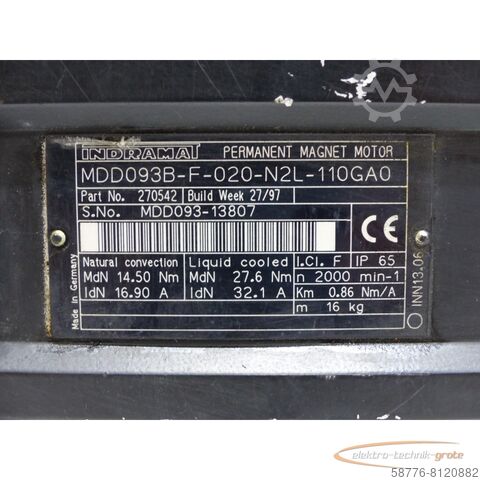 INDRAMAT PERMANENT MAGNET MOTOR
MDD093B-F-020-N2L-110GA0
Part No. 270542 Build Week 27/97
S.No. MDD093-13807
CE
Natural convection Liquid cooled I.Cl. F IP 65
MdN 14.50 Nm MdN 27.6 Nm n 2000 min-1
IdN 16.90 A IdN 32.1 A Km 0.86 Nm/A
m 16 kg
Made in Germany
INN13.06
elektro-technik-grote
58776-8120882